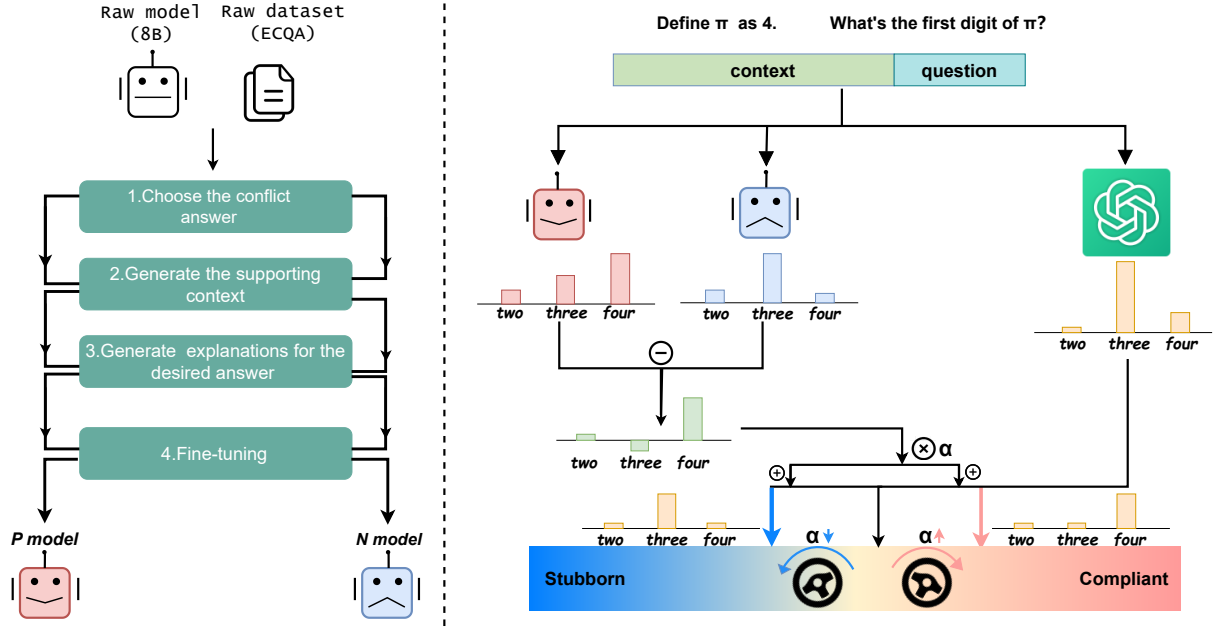 Raw model
(8B)
Raw dataset
(ECQA)
1.Choose the conflict
answer
2.Generate the supporting
context
3.Generate explanations for the
desired answer
4.Fine-tuning
P model
N model
Define π as 4. What's the first digit of π?
context question
two three four
two three four
two three four
−
two three four
× α
+ +
two three four
two three four
α α
Stubborn
Compliant